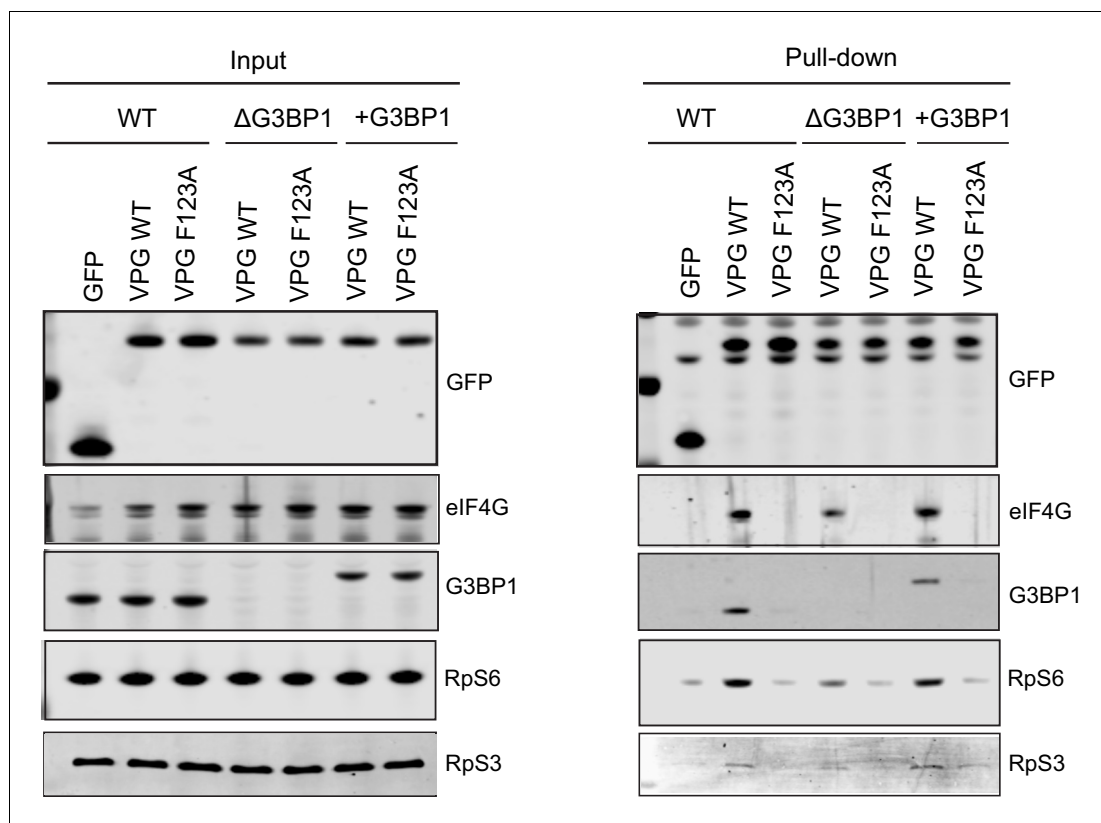 Input
WT ΔG3BP1 +G3BP1
GFP
VPG WT
VPG F123A
VPG WT
VPG F123A
VPG WT
VPG F123A
GFP
eIF4G
G3BP1
RpS6
RpS3
Pull-down
WT ΔG3BP1 +G3BP1
GFP
VPG WT
VPG F123A
VPG WT
VPG F123A
VPG WT
VPG F123A
GFP
eIF4G
G3BP1
RpS6
RpS3